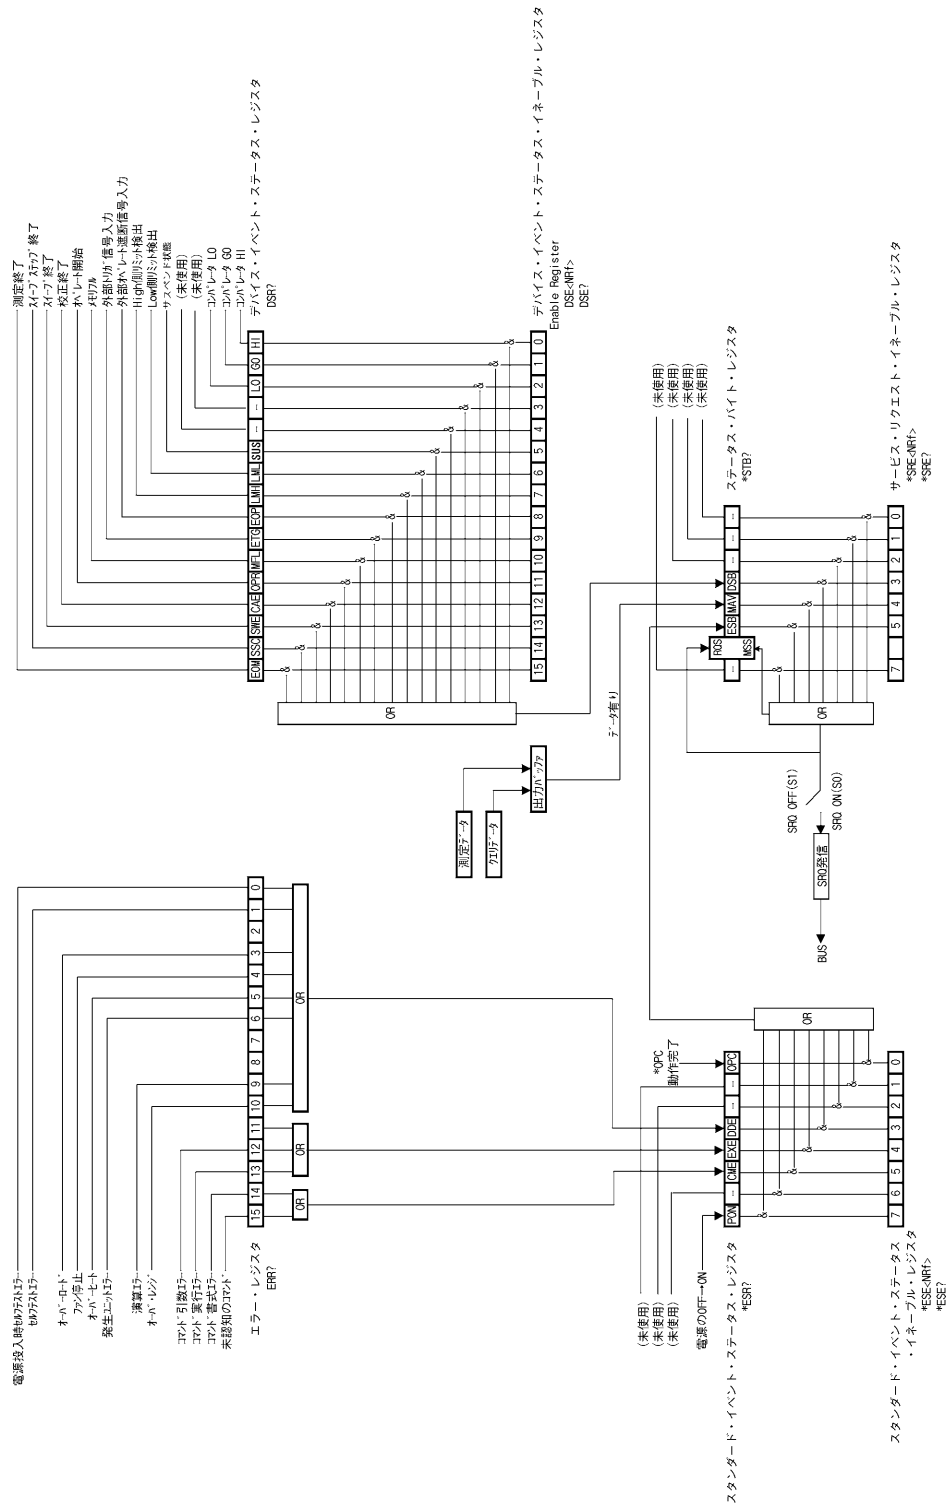 電源投入時ｾﾙﾌﾃｽﾄｴﾗｰ
ｾﾙﾌﾃｽﾄｴﾗｰ
ｵｰﾊﾞｰﾛｰﾄﾞ
ﾌｧﾝ停止
ｵｰﾊﾞｰﾋｰﾄ
発生ﾕﾆｯﾄｴﾗｰ
演算ｴﾗｰ
ｵｰﾊﾞ･ﾚﾝｼﾞ
ｺﾏﾝﾄﾞ引数ｴﾗｰ
ｺﾏﾝﾄﾞ実行ｴﾗｰ
ｺﾏﾝﾄﾞ書式ｴﾗｰ
未認知のｺﾏﾝﾄﾞ
15 14 13 12 11 10 9 8 7 6 5 4 3 2 1 0
エラー・レジスタ
ERR?
OR
OR
OR
測定終了
ｽｲｰﾌﾟｽﾃｯﾌﾟ終了
ｽｲｰﾌﾟ終了
校正終了
ｵﾍﾟﾚｰﾄ開始
ﾒﾓﾘﾌﾙ
外部ﾄﾘｶﾞ信号入力
外部ｵﾍﾟﾚｰﾄ遮断信号入力
High側ﾘﾐｯﾄ検出
Low側ﾘﾐｯﾄ検出
ｻｽﾍﾟﾝﾄﾞ状態
(未使用)
(未使用)
ｺﾝﾊﾟﾚｰﾀ LO
ｺﾝﾊﾟﾚｰﾀ GO
ｺﾝﾊﾟﾚｰﾀ HI
EOM SSC SWE CAE OPR MFL ETG EOP LMH LML SUS -- -- LO GO HI
デバイス・イベント・ステータス・レジスタ
DSR?
& & & & & & & & & & & & & & & &
OR
15 14 13 12 11 10 9 8 7 6 5 4 3 2 1 0
デバイス・イベント・ステータス・イネーブル・レジスタ
Enable Register
DSE<NRf>
DSE?
測定データ
ｸｴﾘﾃﾞｰﾀ
出力ﾊﾞｯﾌｧ
ﾃﾞｰﾀ有り
(未使用)
(未使用)
(未使用)
電源のOFF→ON
*OPC
動作完了
PON -- CME EXE DDE -- -- OPC
スタンダード・イベント・ステータス・レジスタ
*ESR?
& & & & & & & &
OR
7 6 5 4 3 2 1 0
スタンダード・イベント・ステータス
・イネーブル・レジスタ
*ESE<NRf>
*ESE?
(未使用)
(未使用)
(未使用)
(未使用)
-- RQS MSS ESB MAV DSB -- -- --
ステータス・バイト・レジスタ
*STB?
& & & & & & &
OR
7 5 4 3 2 1 0
サービス・リクエスト・イネーブル・レジスタ
*SRE<NRf>
*SRE?
SRQ OFF(S1)
SRQ ON(S0)
SRQ発信
BUS